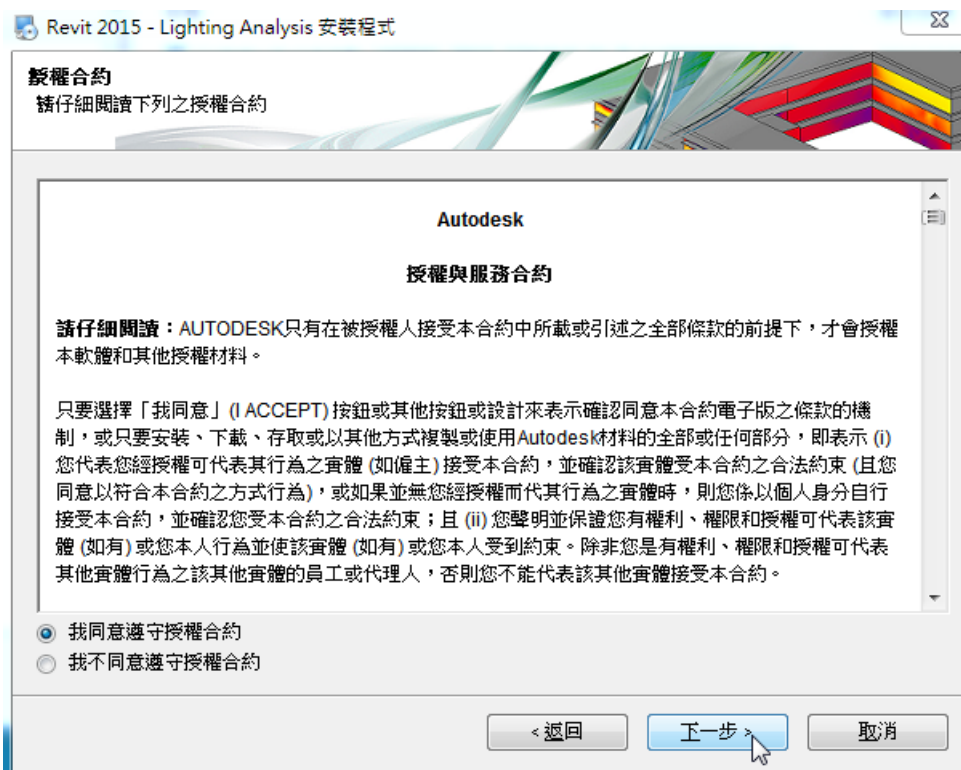 Revit 2015 - Lighting Analysis 安裝程式
授權合約
請仔細閱讀下列之授權合約
Autodesk
授權與服務合約
請仔細閱讀：AUTODESK只有在被授權人接受本合約中所載或引述之全部條款的前提下，才會授權
本軟體和其他授權材料。
只要選擇「我同意」(I ACCEPT) 按鈕或其他按鈕或設計來表示確認同意本合約電子版之條款的機
制，或只要安裝、下載、存取或以其他方式複製或使用Autodesk材料的全部或任何部分，即表示 (i)
您代表您經授權可代表其行為之實體 (如僱主) 接受本合約，並確認該實體受本合約之合法約束 (且您
同意以符合本合約之方式行為)，或如果並無您經授權而代其行為之實體時，則您係以個人身分自行
接受本合約，並確認您受本合約之合法約束；且 (ii) 您聲明並保證您有權利、權限和授權可代表該實
體 (如有) 或您本人行為並使該實體 (如有) 或您本人受到約束。除非您是有權利、權限和授權可代表
其他實體行為之該其他實體的員工或代理人，否則您不能代表該其他實體接受本合約。
我同意遵守授權合約
我不同意遵守授權合約
<返回 下一步> 取消